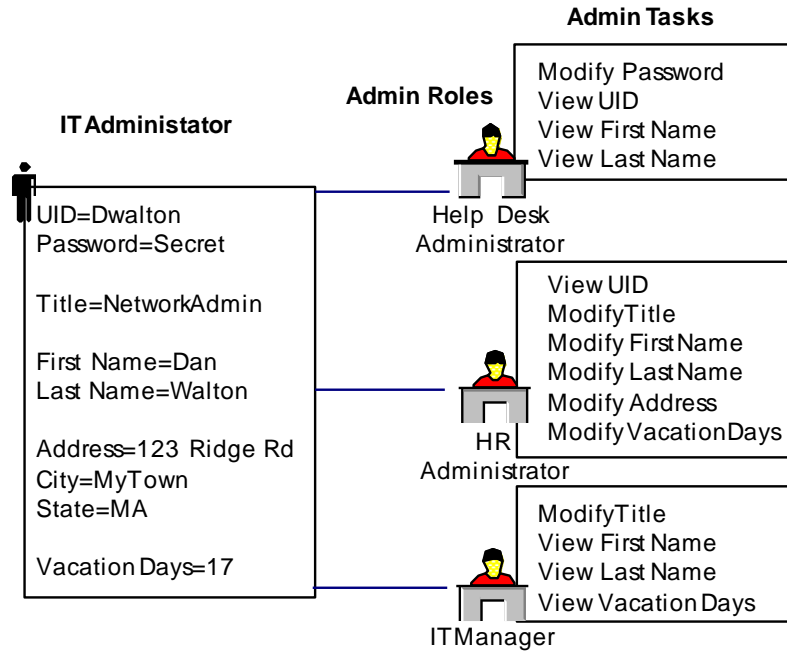 Admin Tasks
Admin Roles
IT Administator
Modify Password
View UID
View First Name
View Last Name
Help Desk
Administrator
UID=Dwalton
Password=Secret
Title=NetworkAdmin
First Name=Dan
Last Name=Walton
Address=123 Ridge Rd
City=MyTown
State=MA
Vacation Days=17
View UID
ModifyTitle
Modify FirstName
Modify LastName
Modify Address
Modify VacationDays
HR
Administrator
ModifyTitle
View First Name
View Last Name
View Vacation Days
ITManager